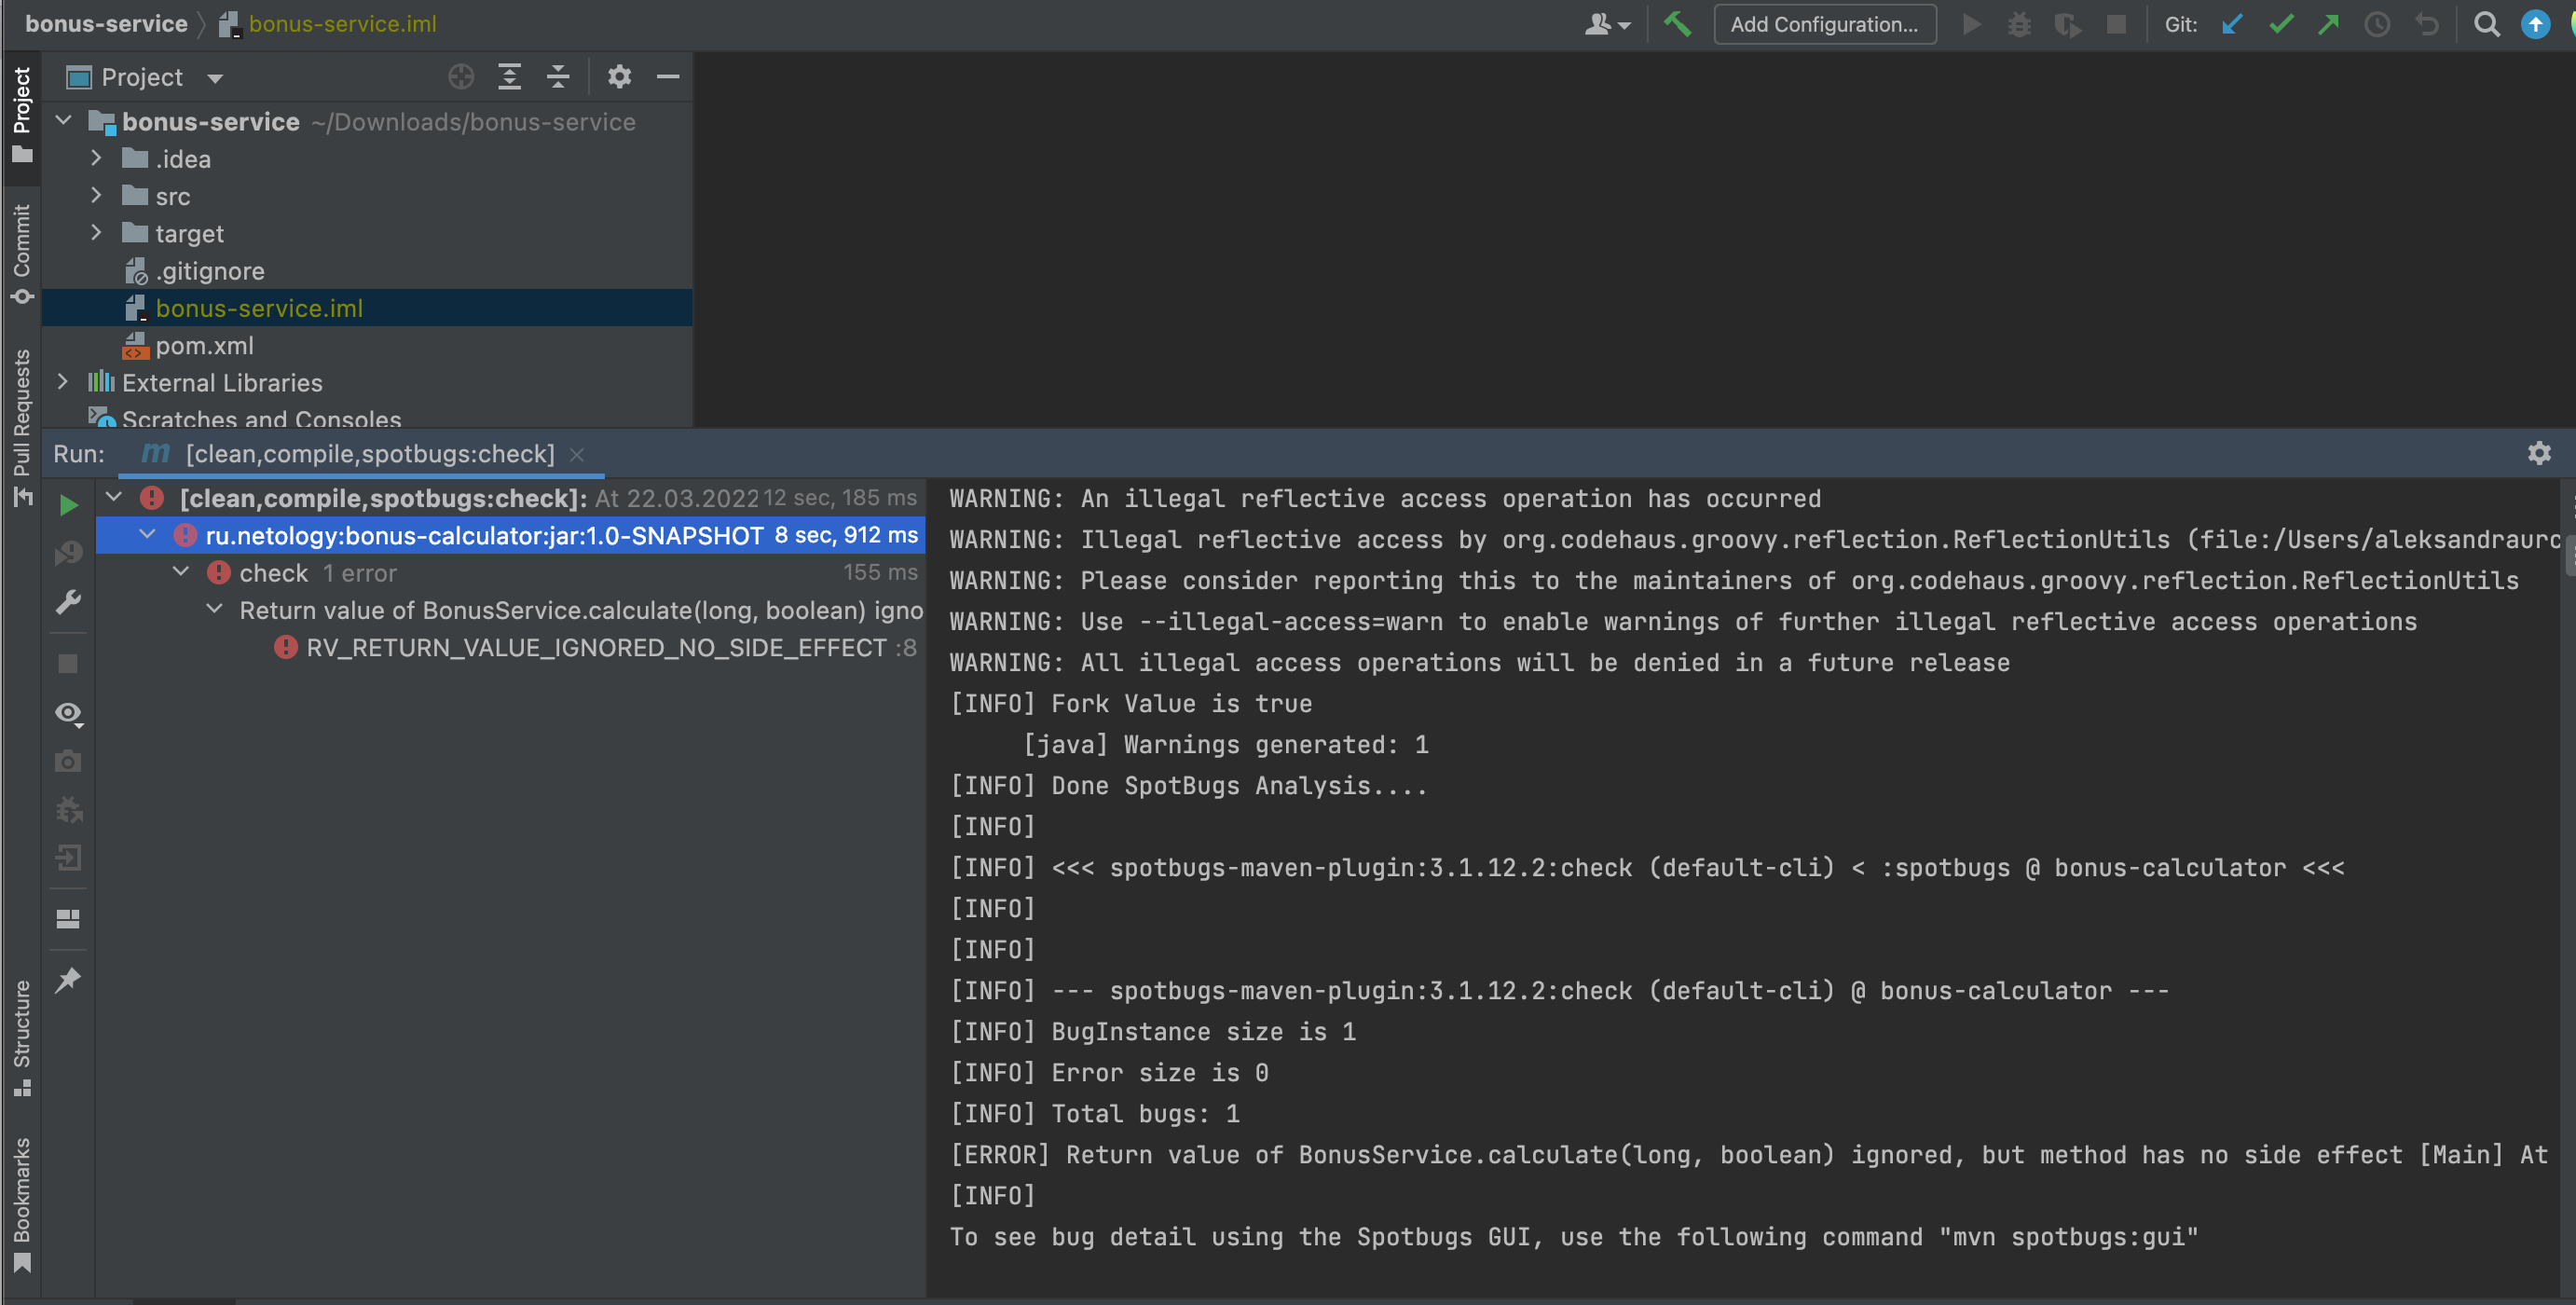 bonus-service bonus-service.iml Add Configuration... Git:
Project
Project
bonus-service ~/Downloads/bonus-service
.idea
src
target
.gitignore
bonus-service.iml
pom.xml
External Libraries
Scratches and Consoles
Commit
Pull Requests
Structure
Bookmarks
Run: m [clean,compile,spotbugs:check]
[clean,compile,spotbugs:check]: At 22.03.2022 12 sec, 185 ms
ru.netology:bonus-calculator:jar:1.0-SNAPSHOT 8 sec, 912 ms
check 1 error 155 ms
Return value of BonusService.calculate(long, boolean) igno
RV_RETURN_VALUE_IGNORED_NO_SIDE_EFFECT :8
WARNING: An illegal reflective access operation has occurred
WARNING: Illegal reflective access by org.codehaus.groovy.reflection.ReflectionUtils (file:/Users/aleksandraurc
WARNING: Please consider reporting this to the maintainers of org.codehaus.groovy.reflection.ReflectionUtils
WARNING: Use --illegal-access=warn to enable warnings of further illegal reflective access operations
WARNING: All illegal access operations will be denied in a future release
[INFO] Fork Value is true
[java] Warnings generated: 1
[INFO] Done SpotBugs Analysis....
[INFO]
[INFO] <<< spotbugs-maven-plugin:3.1.12.2:check (default-cli) < :spotbugs @ bonus-calculator <<<
[INFO]
[INFO]
[INFO] --- spotbugs-maven-plugin:3.1.12.2:check (default-cli) @ bonus-calculator ---
[INFO] BugInstance size is 1
[INFO] Error size is 0
[INFO] Total bugs: 1
[ERROR] Return value of BonusService.calculate(long, boolean) ignored, but method has no side effect [Main] At
[INFO]
To see bug detail using the Spotbugs GUI, use the following command "mvn spotbugs:gui"